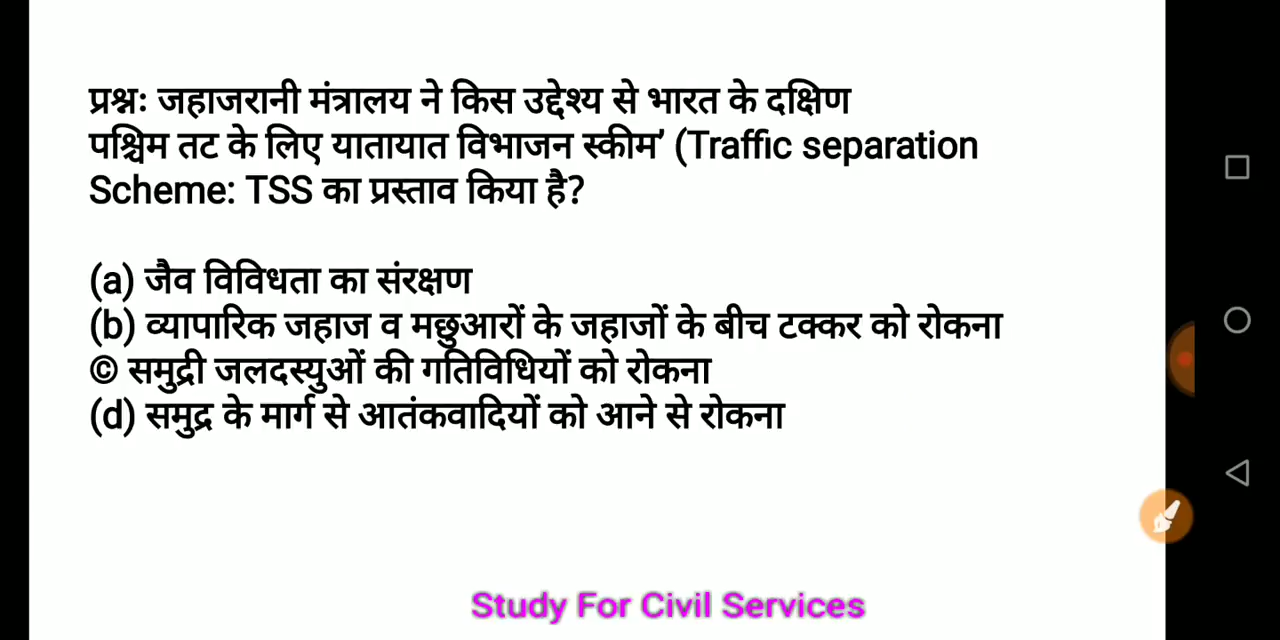 प्रश्नः जहाजरानी मंत्रालय ने किस उद्देश्य से भारत के दक्षिण
पश्चिम तट के लिए यातायात विभाजन स्कीम' (Traffic separation
Scheme: TSS का प्रस्ताव किया है?
(a) जैव विविधता का संरक्षण
(b) व्यापारिक जहाज व मछुआरों के जहाजों के बीच टक्कर को रोकना
© समुद्री जलदस्युओं की गतिविधियों को रोकना
(d) समुद्र के मार्ग से आतंकवादियों को आने से रोकना
Study For Civil Services